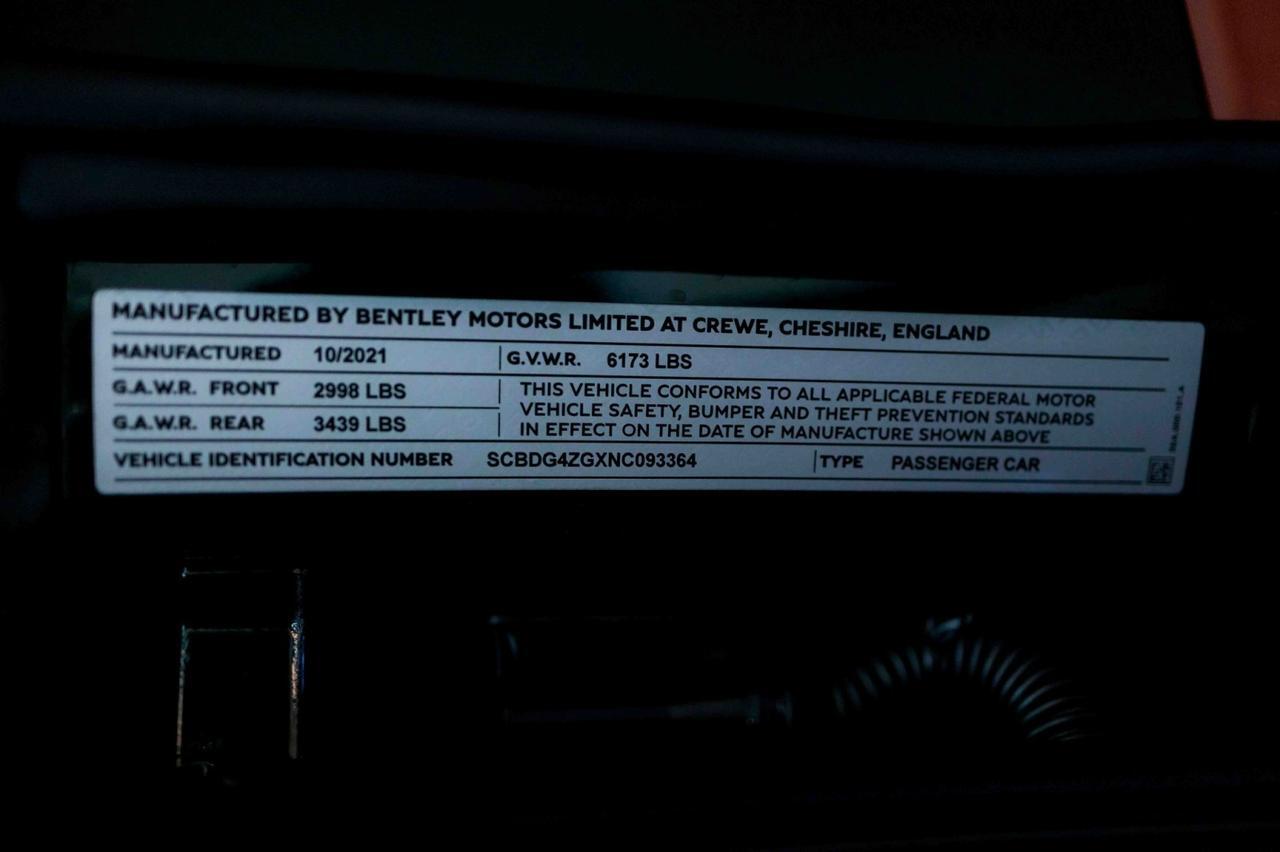 MANUFACTURED BY BENTLEY MOTORS LIMITED AT CREWE, CHESHIRE, ENGLAND
MANUFACTURED 10/2021 G.V.W.R. 6173 LBS
G.A.W.R. FRONT 2998 LBS
G.A.W.R. REAR 3439 LBS
THIS VEHICLE CONFORMS TO ALL APPLICABLE FEDERAL MOTOR
VEHICLE SAFETY, BUMPER AND THEFT PREVENTION STANDARDS
IN EFFECT ON THE DATE OF MANUFACTURE SHOWN ABOVE
VEHICLE IDENTIFICATION NUMBER SCBDG4ZGXNC093364 TYPE PASSENGER CAR